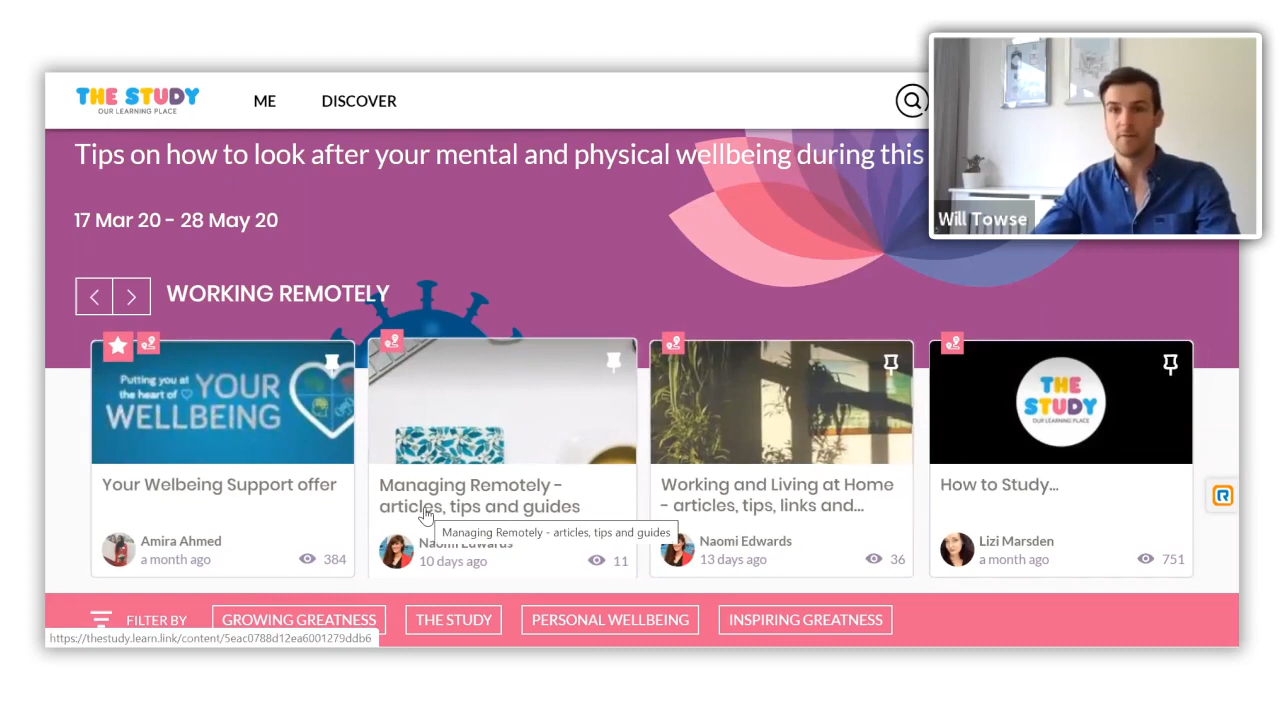 THE STUDY
OUR LEARNING PLACE
ME
DISCOVER
Tips on how to look after your mental and physical wellbeing during this
17 Mar 20 - 28 May 20
Will Towse
WORKING REMOTELY
Putting you at
the heart of
YOUR
WELLBEING
THE
STUDY
OUR LEARNING PLACE
Your Welbeing Support offer
Managing Remotely -
articles, tips and guides
Working and Living at Home
- articles, tips, links and...
How to Study...
Managing Remotely - articles, tips and guides
Amira Ahmed
a month ago
384
Naomi Edwards
10 days ago
11
Naomi Edwards
13 days ago
36
Lizi Marsden
a month ago
751
R
FILTER BY
GROWING GREATNESS
THE STUDY
PERSONAL WELLBEING
INSPIRING GREATNESS
https://thestudy.learn.link/content/5eac0788d12ea6001279ddb6